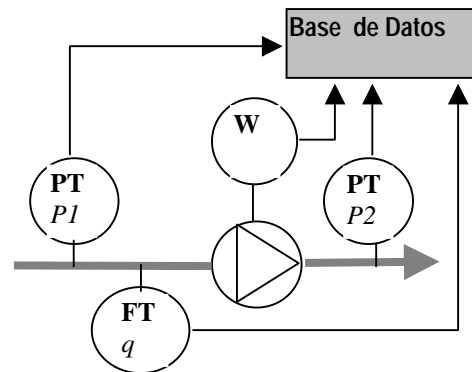 Base de Datos
W
PT
P1
PT
P2
FT
q